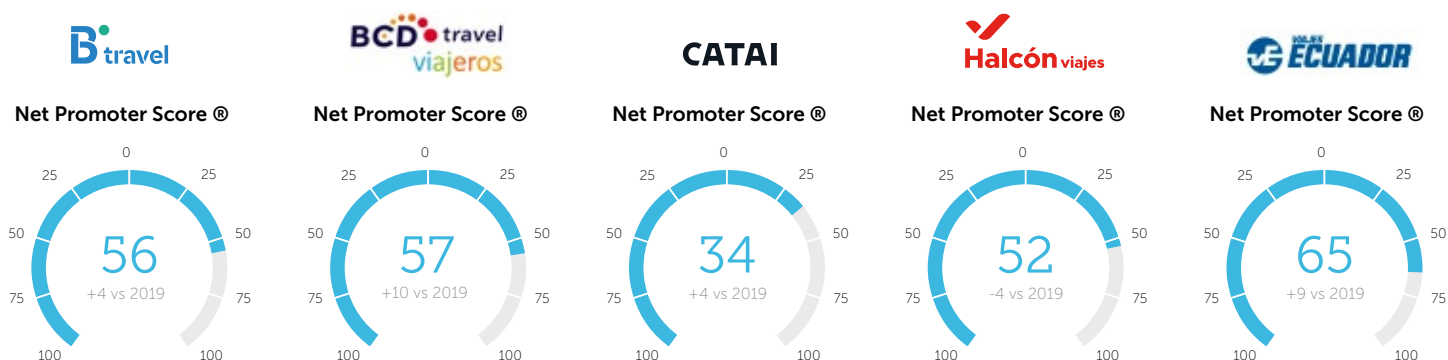 B travel
BCD travel
viajeros
CATAI
Halcón viajes
VIAJES
ECUADOR
Net Promoter Score ®
0
25
25
50
50
56
+4 vs 2019
75
75
100
100
Net Promoter Score ®
0
25
25
50
50
57
+10 vs 2019
75
75
100
100
Net Promoter Score ®
0
25
25
50
50
34
+4 vs 2019
75
75
100
100
Net Promoter Score ®
0
25
25
50
50
52
-4 vs 2019
75
75
100
100
Net Promoter Score ®
0
25
25
50
50
65
+9 vs 2019
75
75
100
100